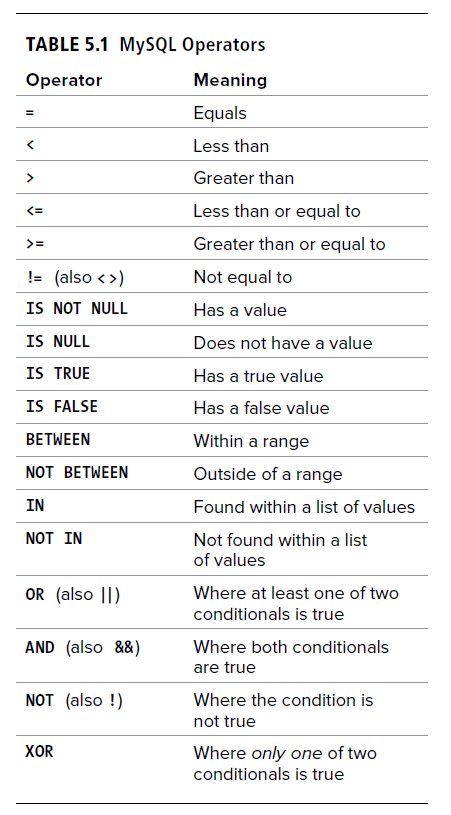 TABLE 5.1 MySQL Operators
Operator Meaning
= Equals
< Less than
> Greater than
<= Less than or equal to
>= Greater than or equal to
!= (also <>) Not equal to
IS NOT NULL Has a value
IS NULL Does not have a value
IS TRUE Has a true value
IS FALSE Has a false value
BETWEEN Within a range
NOT BETWEEN Outside of a range
IN Found within a list of values
NOT IN Not found within a list
of values
OR (also ||) Where at least one of two
conditionals is true
AND (also &&) Where both conditionals
are true
NOT (also !) Where the condition is
not true
XOR Where only one of two
conditionals is true